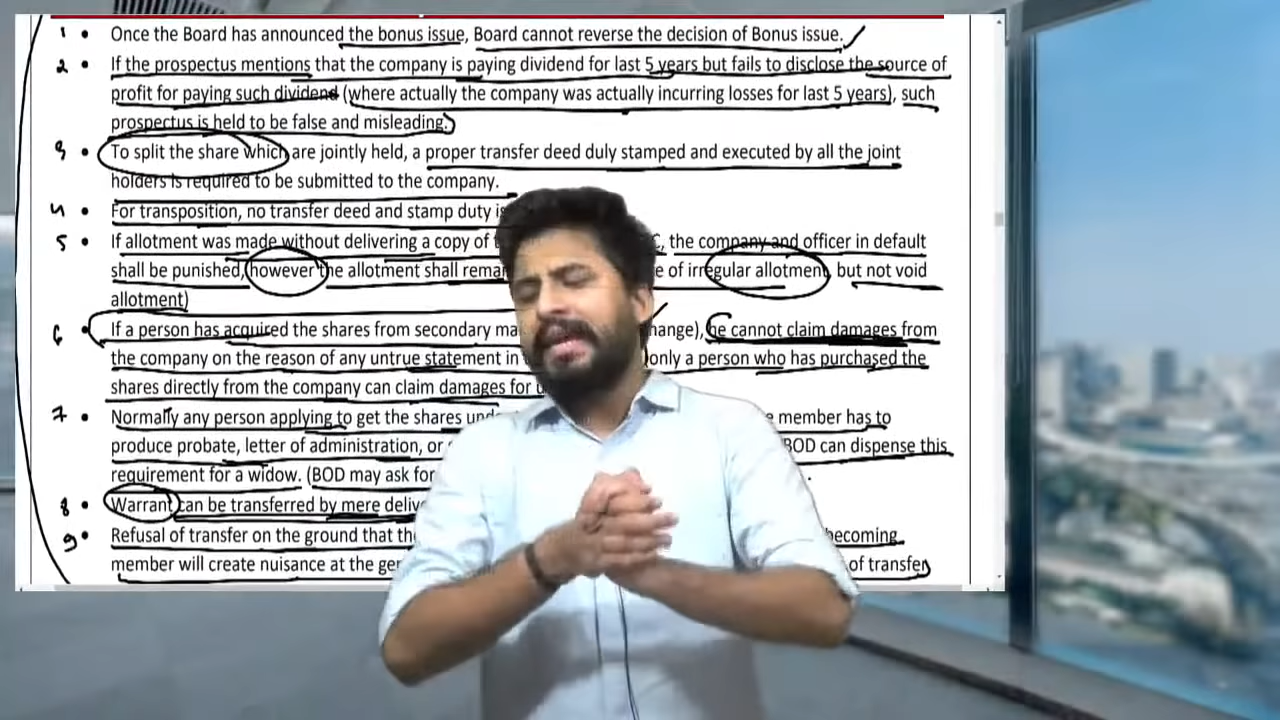 1 • Once the Board has announced the bonus issue, Board cannot reverse the decision of Bonus issue.
2 • If the prospectus mentions that the company is paying dividend for last 5 years but fails to disclose the source of
profit for paying such dividend (where actually the company was actually incurring losses for last 5 years), such
prospectus is held to be false and misleading.
3 • To split the share which are jointly held, a proper transfer deed duly stamped and executed by all the joint
holders is required to be submitted to the company.
4 • For transposition, no transfer deed and stamp duty
5 • If allotment was made without delivering a copy of the company and officer in default
shall be punished, however the allotment shall of irregular allotment, but not void
allotment)
6 • If a person has acquired the shares from secondary he cannot claim damages from
the company on the reason of any untrue statement in only a person who has purchased the
shares directly from the company can claim damages for
7 • Normally any person applying to get the shares member has to
produce probate, letter of administration, or BOD can dispense this
requirement for a widow. (BOD may ask for
8 • Warrant can be transferred by mere
9 • Refusal of transfer on the ground that becoming
member will create nuisance at the of transfer